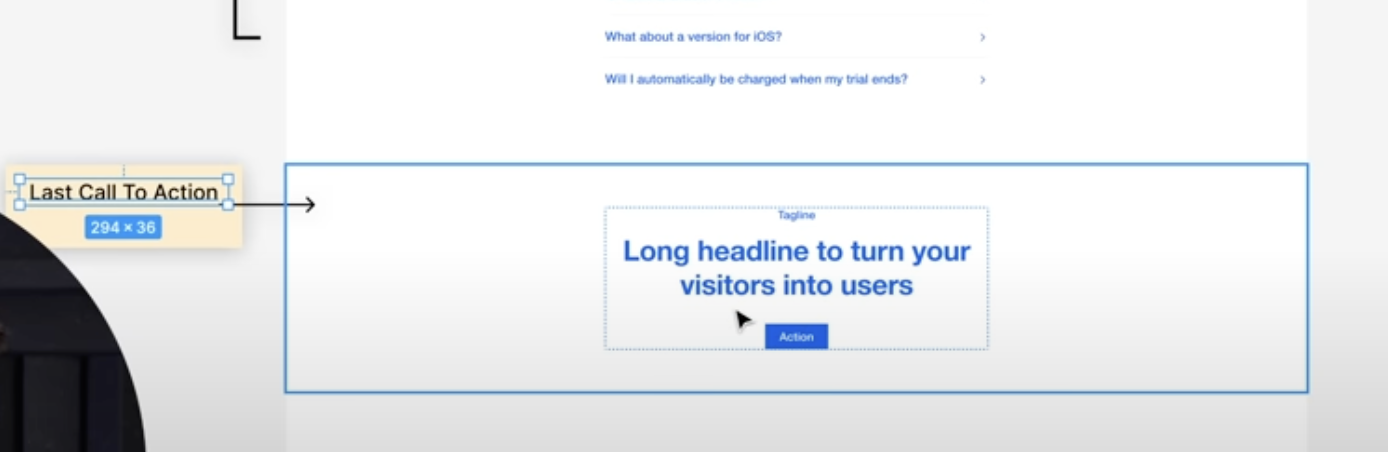 What about a version for iOS?
Will I automatically be charged when my trial ends?
Last Call To Action
294 × 36
Tagline
Long headline to turn your
visitors into users
Action